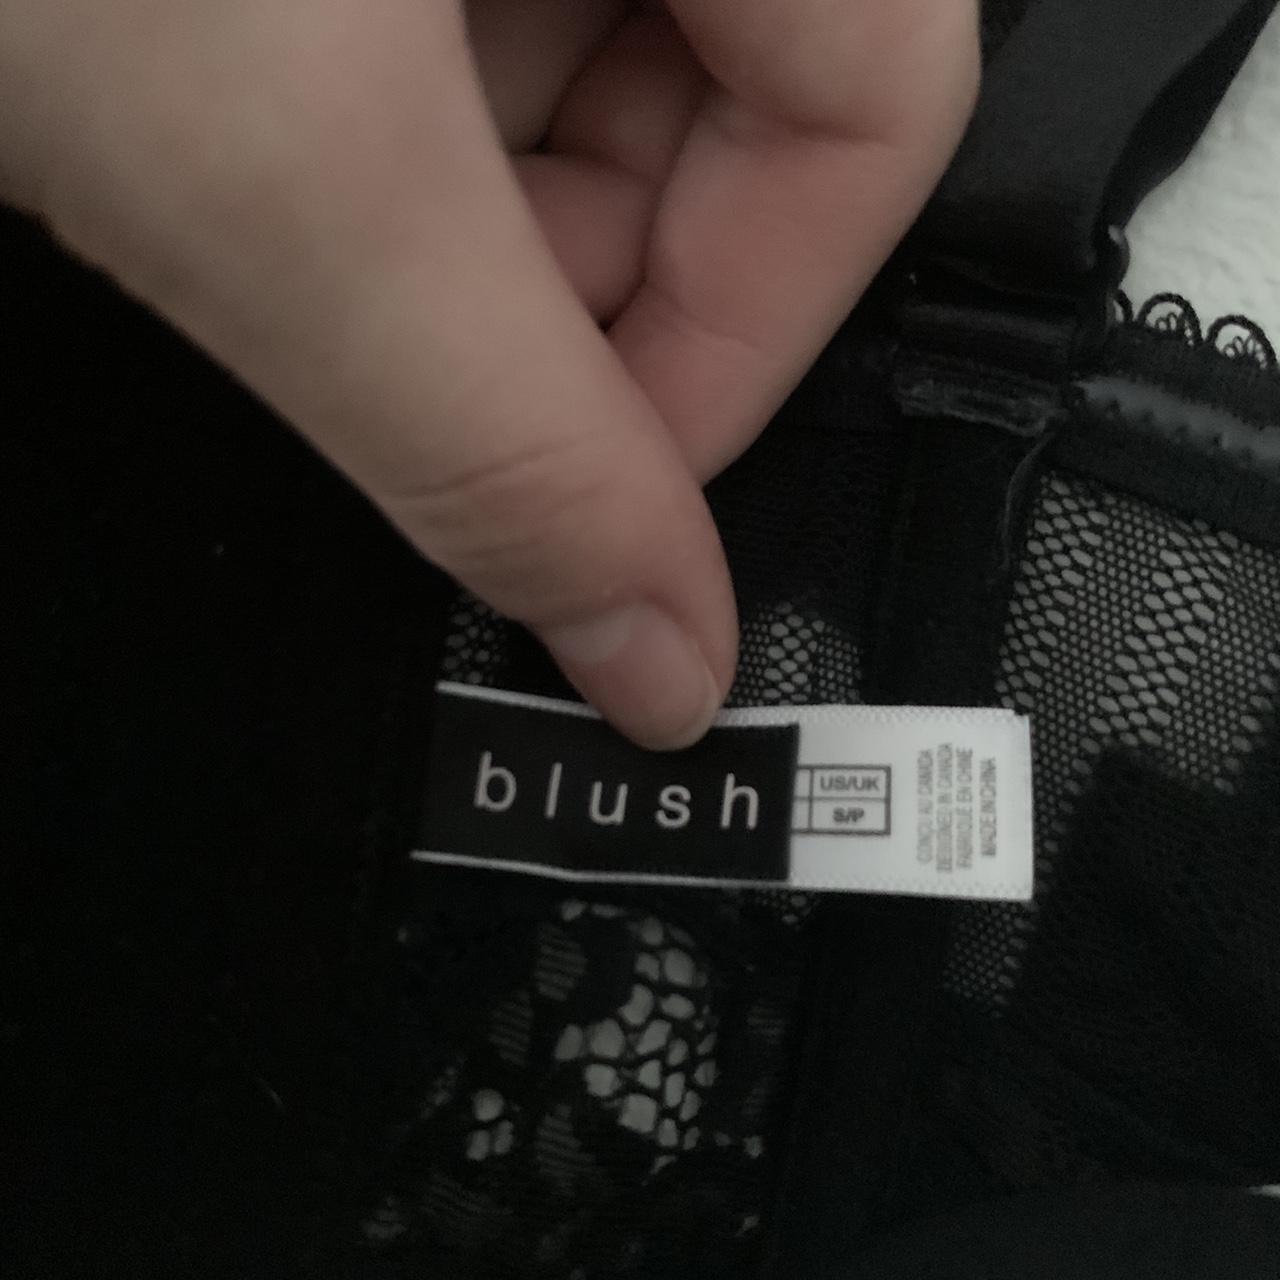 blush
US/UK
S/P
CONÇU AU CANADA
DESIGNED IN CANADA
FABRIQUÉ EN CHINE
MADE IN CHINA